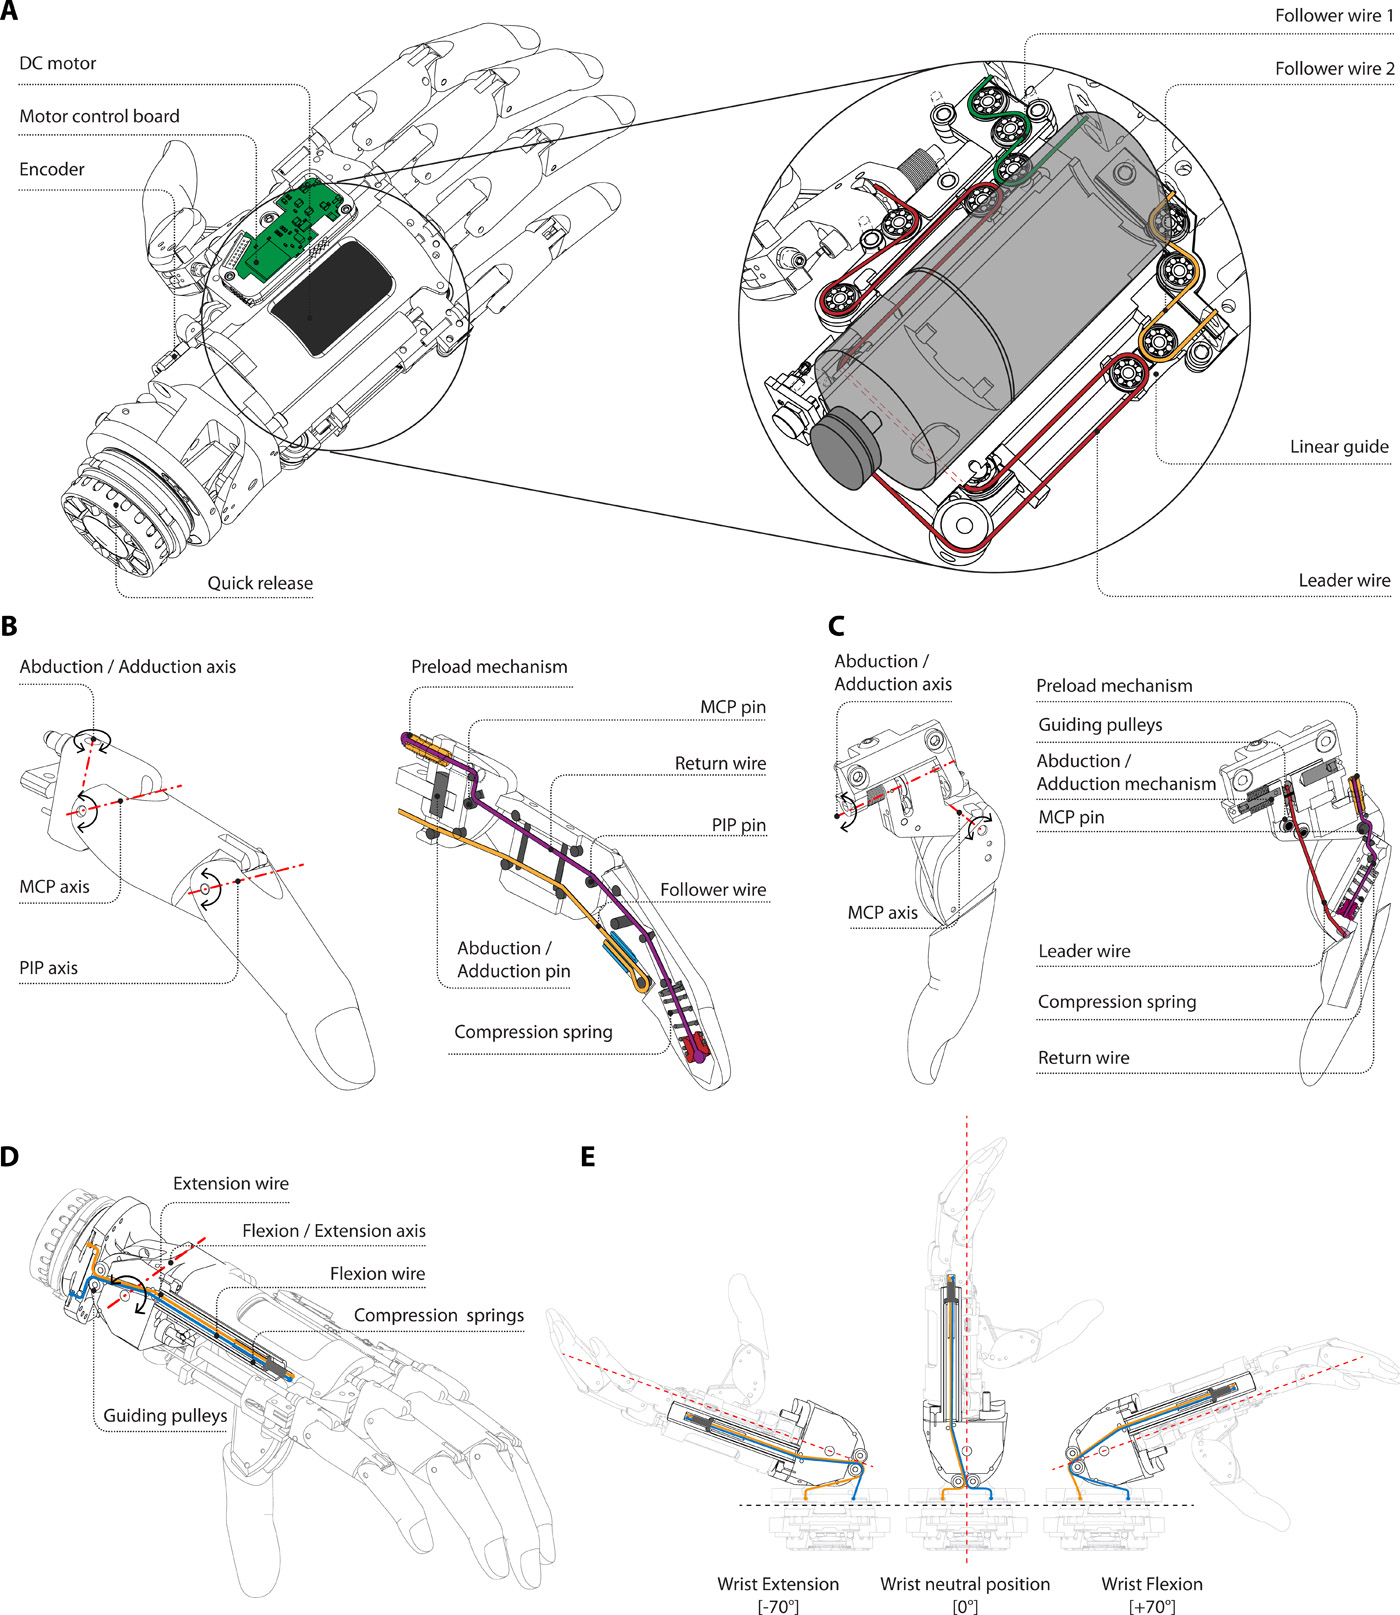 A
DC motor
Motor control board
Encoder
Quick release
Follower wire 1
Follower wire 2
Linear guide
Leader wire
B
Abduction / Adduction axis
MCP axis
PIP axis
Preload mechanism
MCP pin
Return wire
PIP pin
Follower wire
Abduction /
Adduction pin
Compression spring
C
Abduction /
Adduction axis
MCP axis
Preload mechanism
Guiding pulleys
Abduction /
Adduction mechanism
MCP pin
Leader wire
Compression spring
Return wire
D
Extension wire
Flexion / Extension axis
Flexion wire
Compression springs
Guiding pulleys
E
Wrist Extension
[-70°]
Wrist neutral position
[0°]
Wrist Flexion
[+70°]